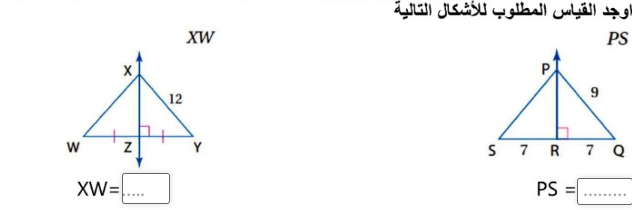 اوجد القياس المطلوب للأشكال التالية
PS
P
9
S 7 R 7 Q
PS = .........
XW
X
12
W Z Y
XW= .....